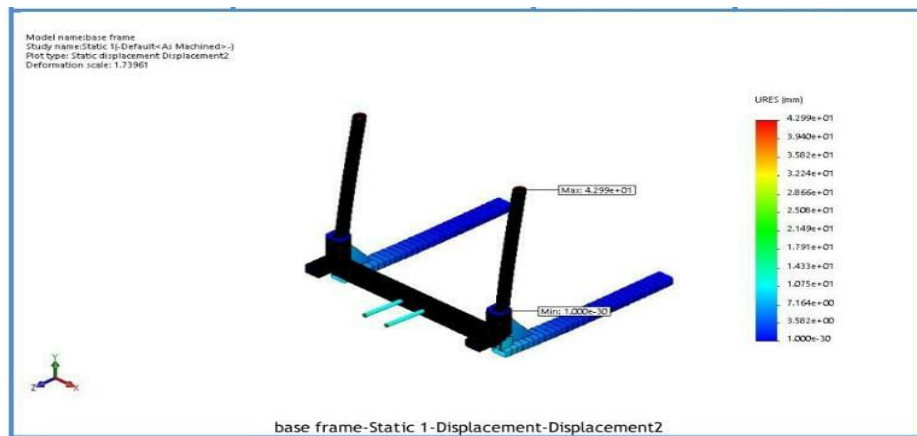 Model name:base frame
Study name:Static 1(-Default<As Machined>-)
Plot type: Static displacement Displacement2
Deformation scale: 1.73961
URES (mm)
4.299e+01
3.940e+01
3.582e+01
3.224e+01
2.866e+01
2.508e+01
2.149e+01
1.791e+01
1.433e+01
1.075e+01
7.164e+00
3.582e+00
1.000e-30
Max: 4.299e+01
Min: 1.000e-30
Y
Z
X
base frame-Static 1-Displacement-Displacement2